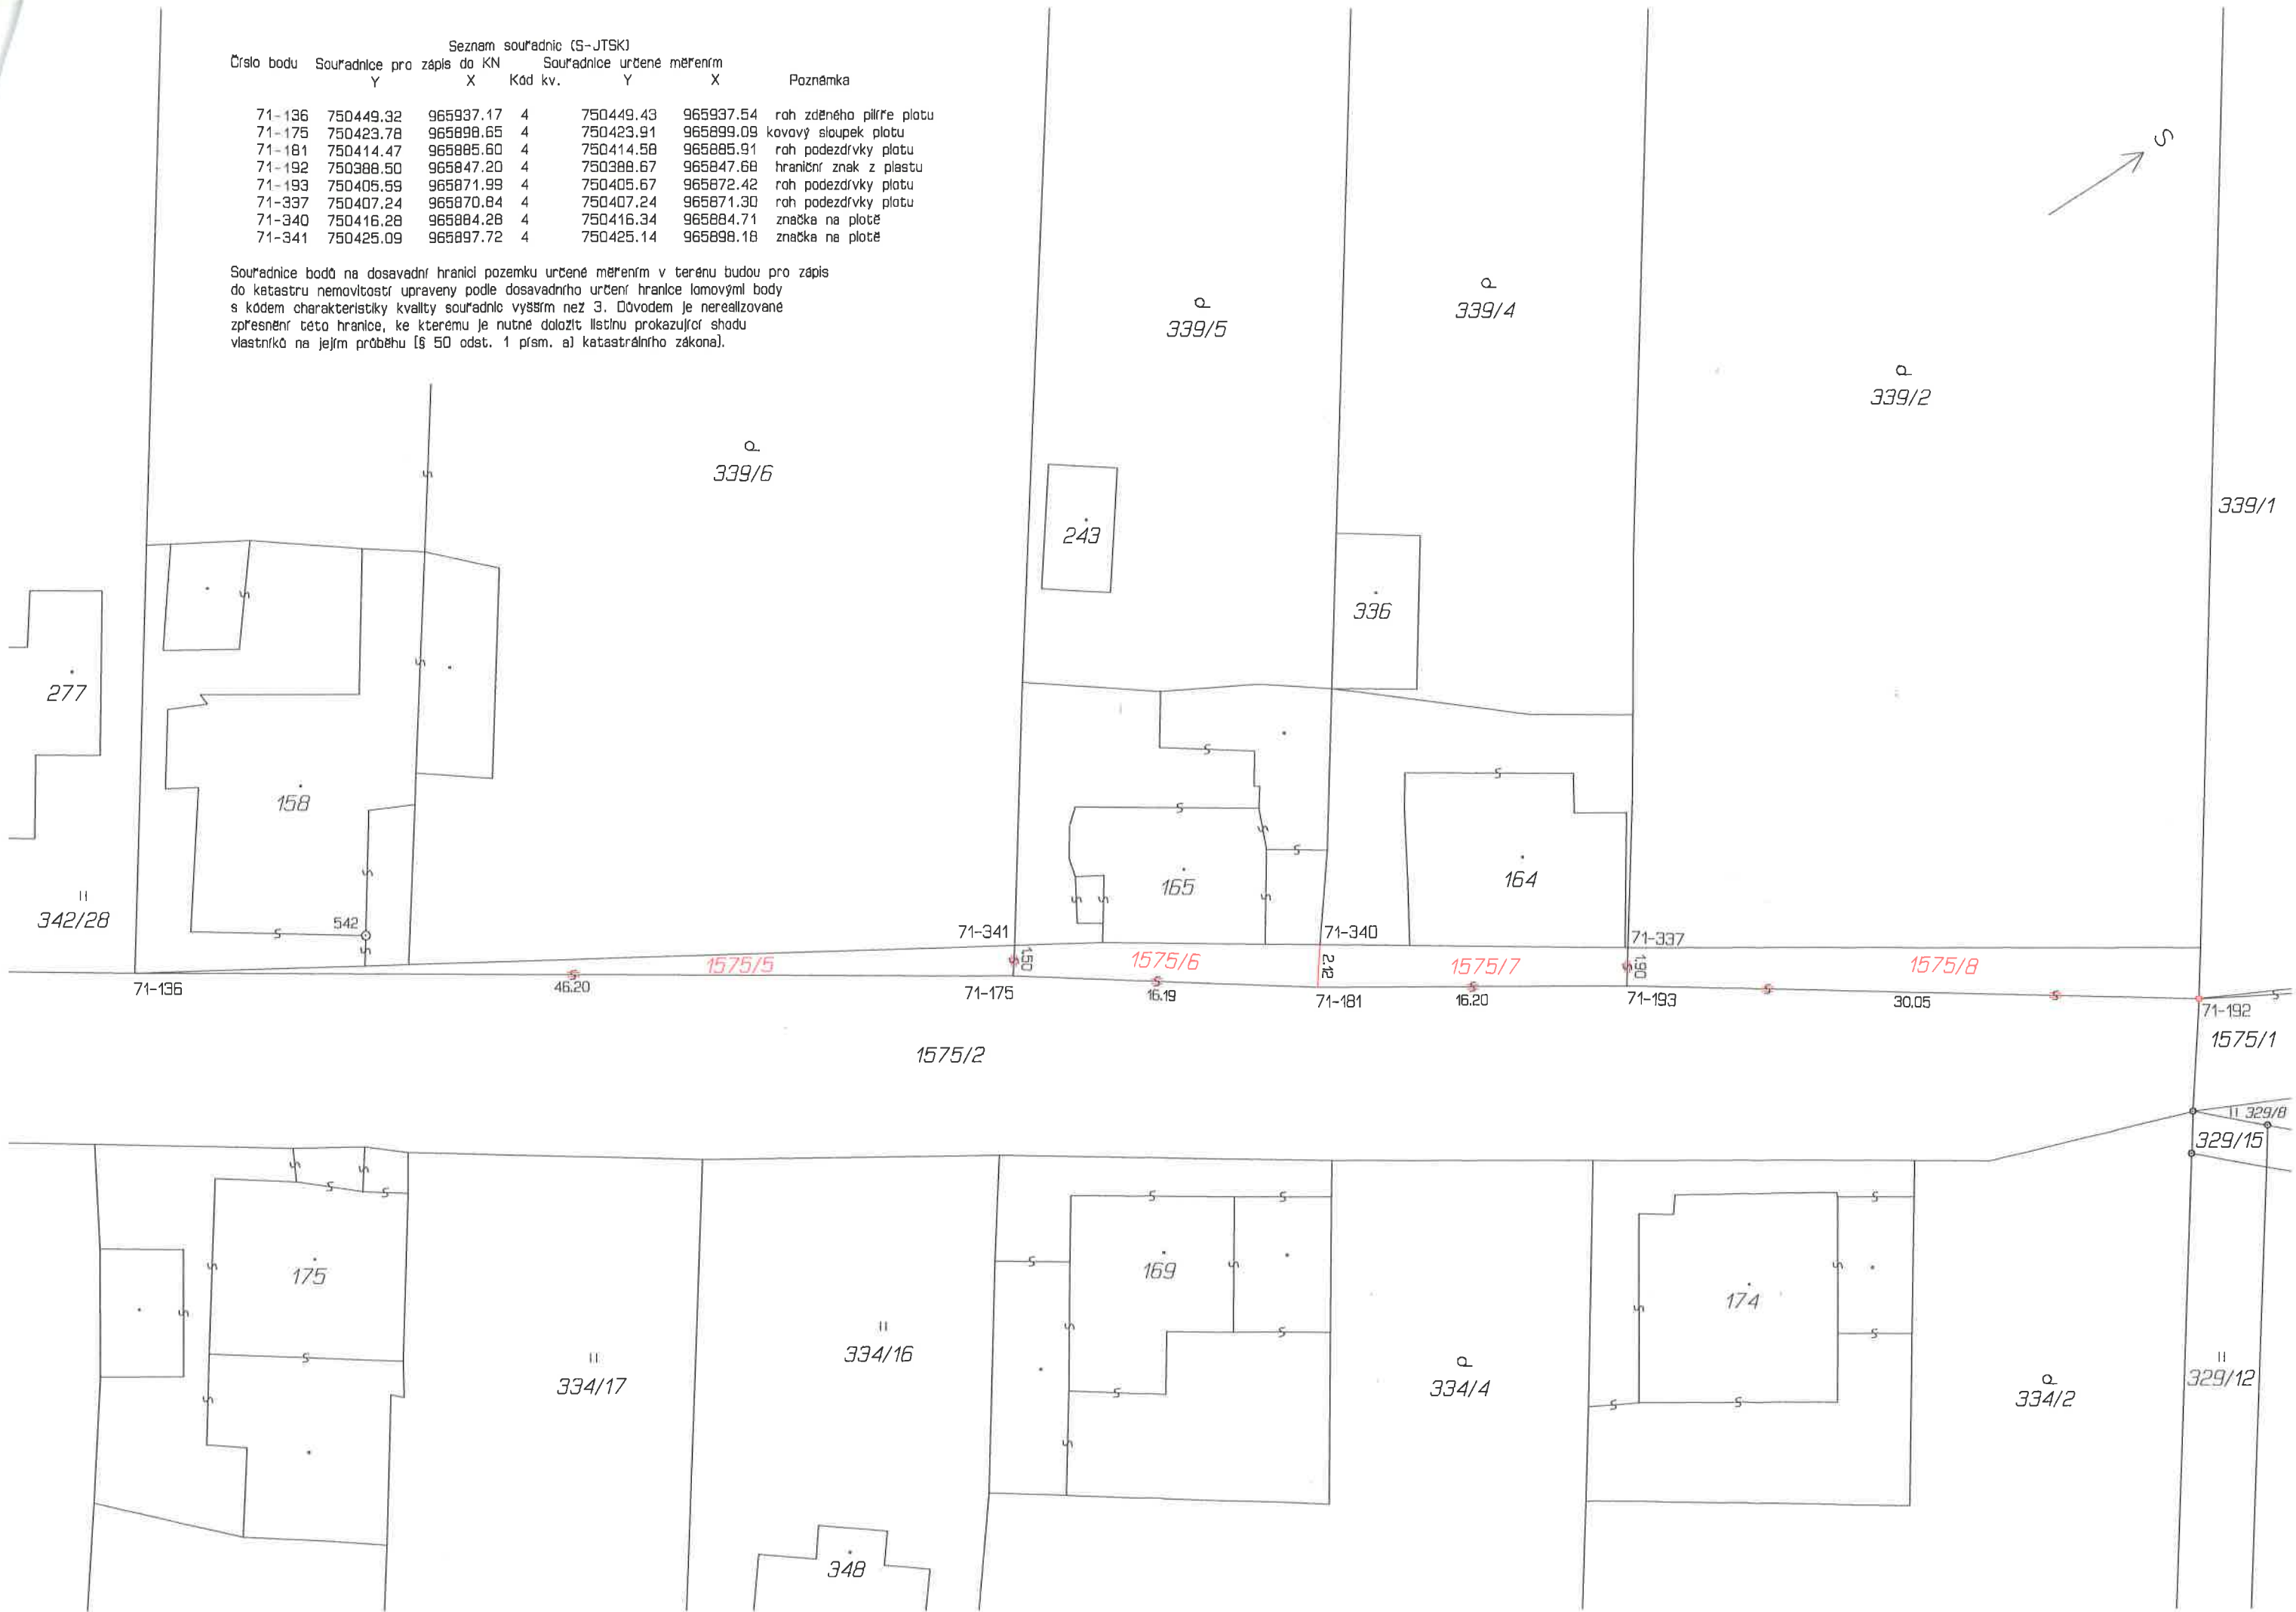 Seznam souřadnic (S-JTSK)
Číslo bodu Souřadnice pro zápis do KN Souřadnice určené měřením
Y X Kód kv. Y X Poznámka
71-136 750449.32 965937.17 4 750449.43 965937.54 roh zděného pilíře plotu
71-175 750423.78 965898.65 4 750423.91 965899.09 kovový sloupek plotu
71-181 750414.47 965885.60 4 750414.58 965885.91 roh podezdívky plotu
71-192 750388.50 965847.20 4 750388.67 965847.68 hraniční znak z plastu
71-193 750405.59 965871.99 4 750405.67 965872.42 roh podezdívky plotu
71-337 750407.24 965870.84 4 750407.24 965871.30 roh podezdívky plotu
71-340 750416.28 965884.28 4 750416.34 965884.71 značka na plotě
71-341 750425.09 965897.72 4 750425.14 965898.18 značka na plotě
Souřadnice bodů na dosavadní hranici pozemku určené měřením v terénu budou pro zápis
do katastru nemovitostí upraveny podle dosavadního určení hranice lomovými body
s kódem charakteristiky kvality souřadnic vyšším než 3. Důvodem je nerealizované
zpřesnění této hranice, ke kterému je nutné doložit listinu prokazující shodu
vlastníků na jejím průběhu [§ 50 odst. 1 písm. a) katastrálního zákona].
S
339/5
339/4
339/2
339/6
339/1
243
336
277
158
165
164
342/28
542
71-341
71-340
71-337
1575/5
1.50
1575/6
2.12
1575/7
1.90
1575/8
71-136
46.20
71-175
16.19
71-181
16.20
71-193
30.05
71-192
1575/2
1575/1
329/8
329/15
175
169
174
334/17
334/16
334/4
334/2
329/12
348